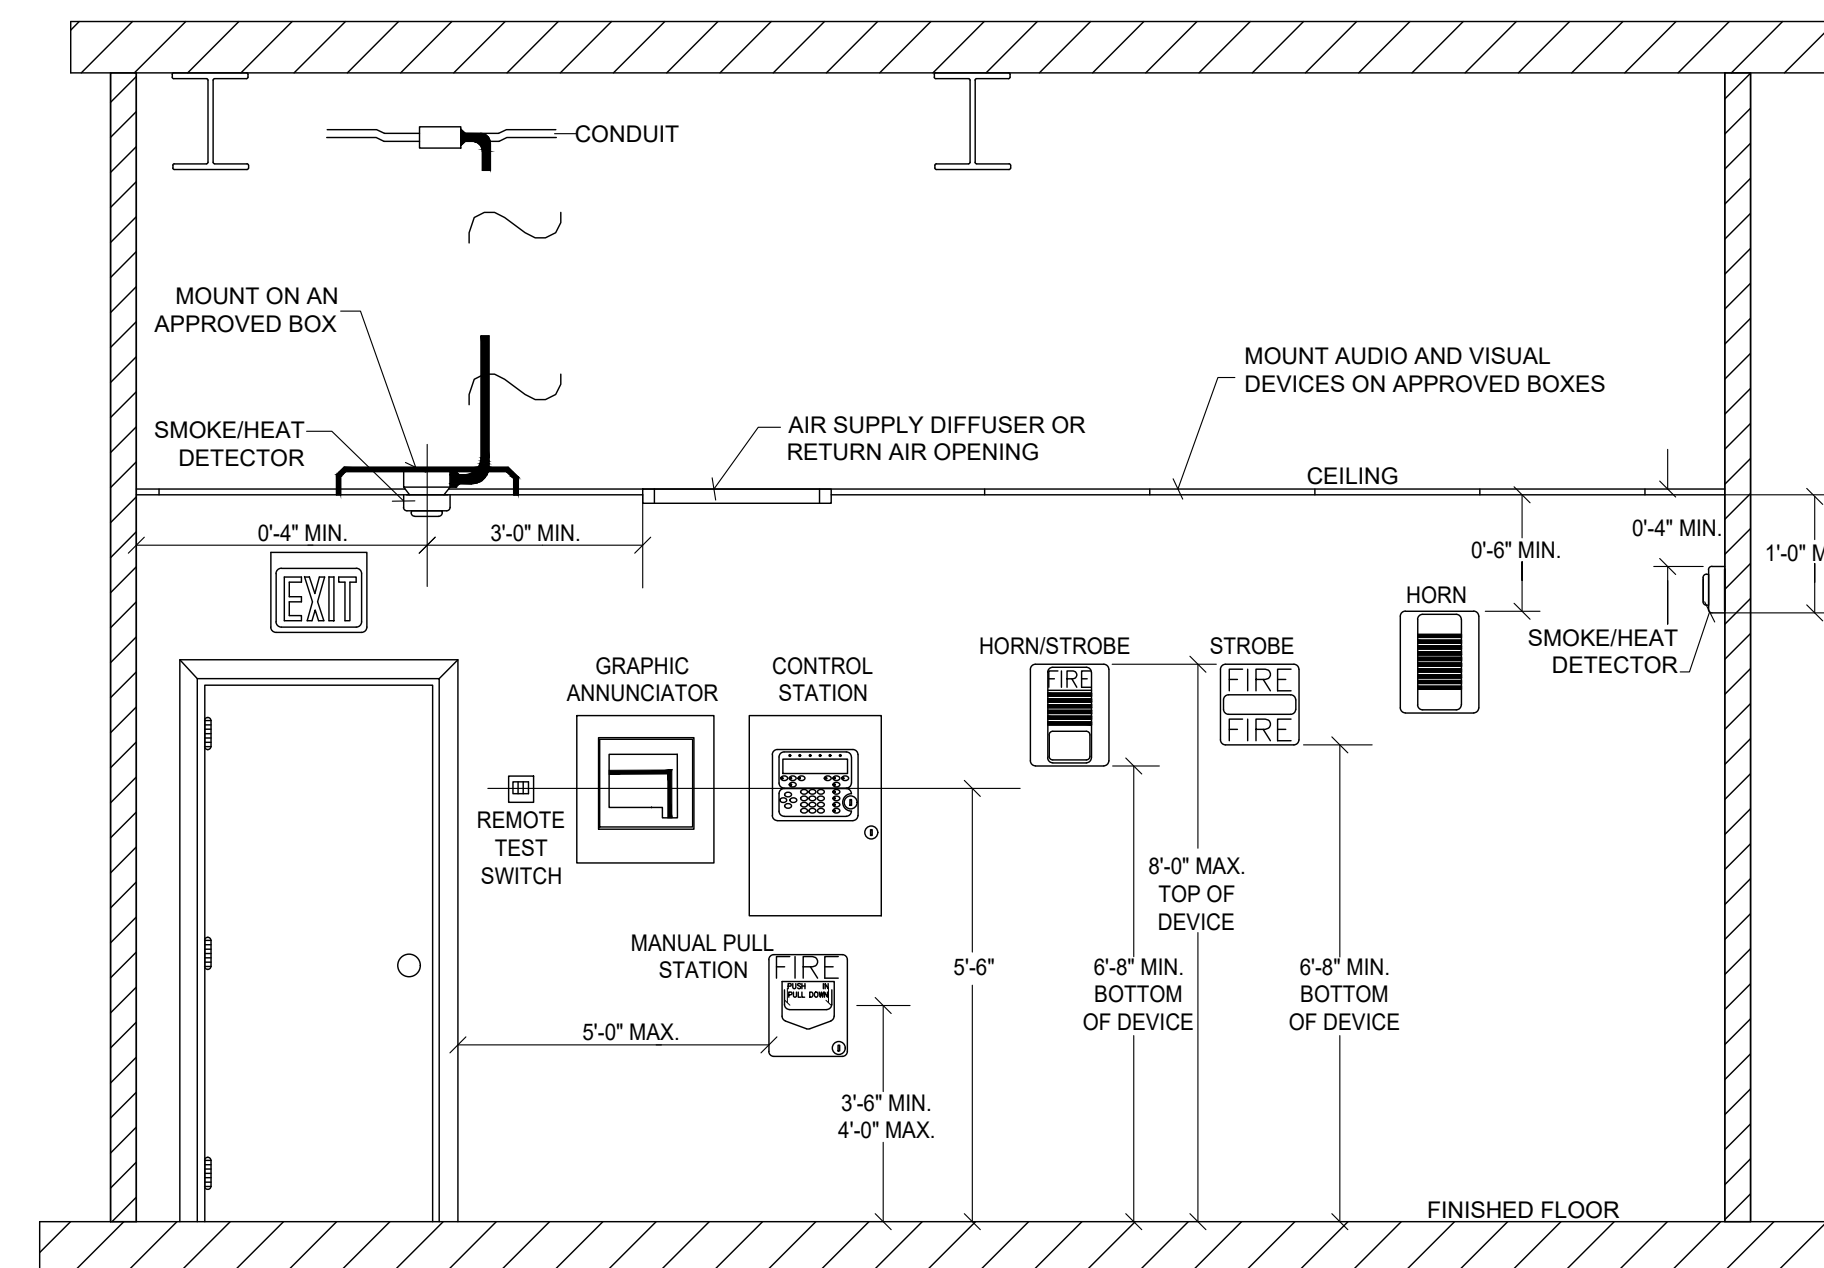 CONDUIT
MOUNT ON AN
APPROVED BOX
MOUNT AUDIO AND VISUAL
DEVICES ON APPROVED BOXES
SMOKE/HEAT
DETECTOR
AIR SUPPLY DIFFUSER OR
RETURN AIR OPENING
CEILING
0'-4" MIN.
3'-0" MIN.
0'-6" MIN.
0'-4" MIN.
1'-0" M
EXIT
HORN
SMOKE/HEAT
DETECTOR
HORN/STROBE
STROBE
GRAPHIC
ANNUNCIATOR
CONTROL
STATION
FIRE
FIRE
FIRE
REMOTE
TEST
SWITCH
8'-0" MAX.
TOP OF
DEVICE
MANUAL PULL
STATION
FIRE
PUSH IN
PULL DOWN
5'-6"
6'-8" MIN.
BOTTOM
OF DEVICE
6'-8" MIN.
BOTTOM
OF DEVICE
5'-0" MAX.
3'-6" MIN.
4'-0" MAX.
FINISHED FLOOR